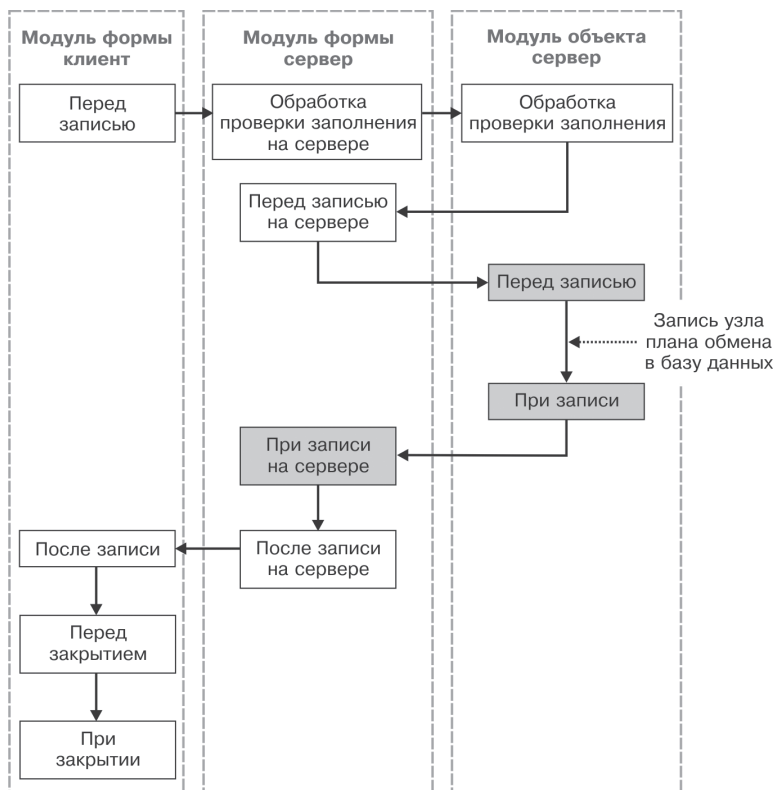 Модуль формы
клиент
Модуль формы
сервер
Модуль объекта
сервер
Перед
записью
Обработка
проверки заполнения
на сервере
Обработка
проверки заполнения
Перед записью
на сервере
Перед записью
Запись узла
плана обмена
в базу данных
При записи
При записи
на сервере
После записи
После записи
на сервере
Перед
закрытием
При
закрытии